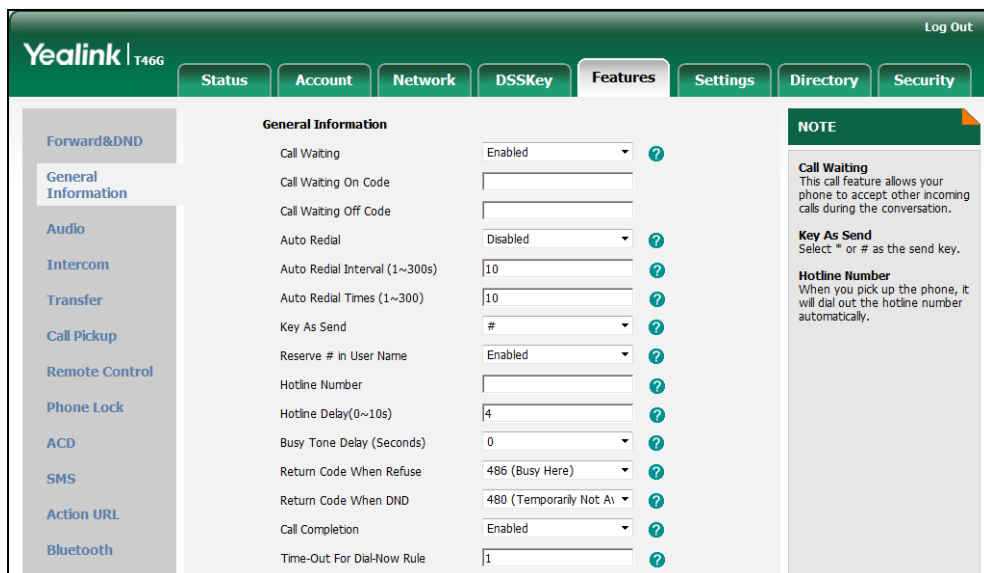 Log Out
Yealink | T46G
Status Account Network DSSKey Features Settings Directory Security
Forward&DND
General
Information
Audio
Intercom
Transfer
Call Pickup
Remote Control
Phone Lock
ACD
SMS
Action URL
Bluetooth
General Information
Call Waiting Enabled ?
Call Waiting On Code
Call Waiting Off Code
Auto Redial Disabled ?
Auto Redial Interval (1~300s) 10 ?
Auto Redial Times (1~300) 10 ?
Key As Send # ?
Reserve # in User Name Enabled ?
Hotline Number ?
Hotline Delay(0~10s) 4 ?
Busy Tone Delay (Seconds) 0 ?
Return Code When Refuse 486 (Busy Here) ?
Return Code When DND 480 (Temporarily Not Av ?
Call Completion Enabled ?
Time-Out For Dial-Now Rule 1 ?
NOTE
Call Waiting
This call feature allows your
phone to accept other incoming
calls during the conversation.
Key As Send
Select * or # as the send key.
Hotline Number
When you pick up the phone, it
will dial out the hotline number
automatically.